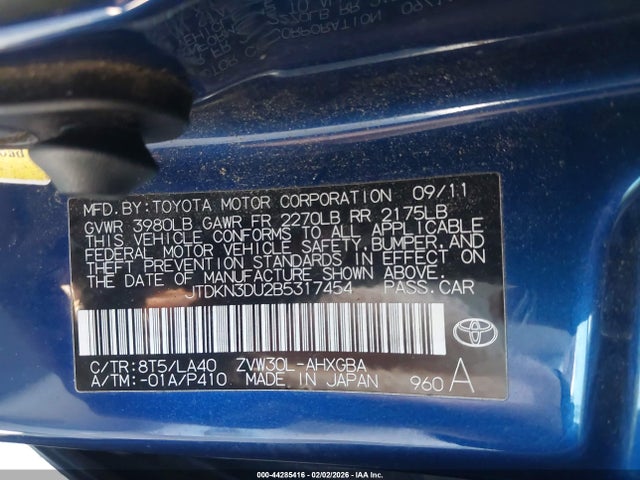 MFD.BY:TOYOTA MOTOR CORPORATION 09/11
GVWR 3980LB GAWR FR 2270LB RR 2175LB
THIS VEHICLE CONFORMS TO ALL APPLICABLE
FEDERAL MOTOR VEHICLE SAFETY,BUMPER,AND
THEFT PREVENTION STANDARDS IN EFFECT ON
THE DATE OF MANUFACTURE SHOWN ABOVE.
JTDKN3DU2B5317454 PASS.CAR
C/TR:8T5/LA40 ZVW30L-AHXGBA
A/TM:-01A/P410 MADE IN JAPAN 960 A
000-44285416 - 02/02/2026 - IAA Inc.